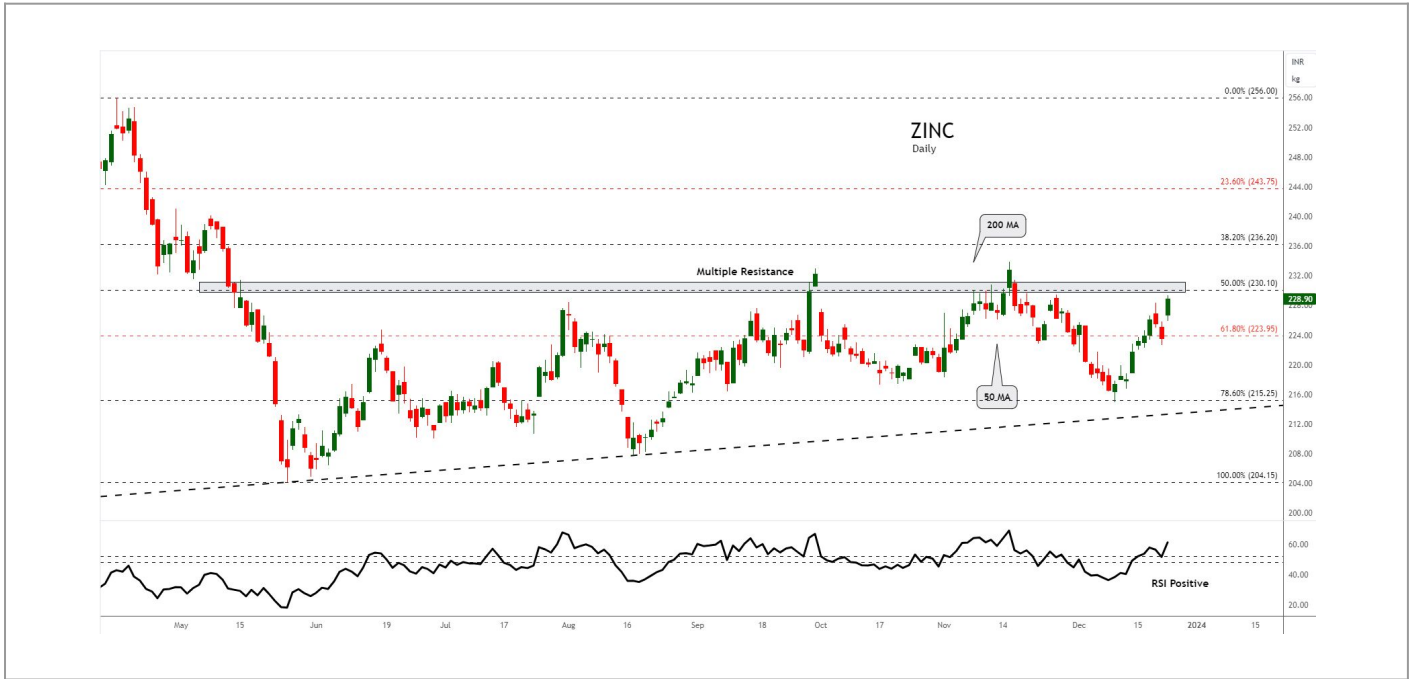 INR
kg
0.00% (256.00)
256.00
ZINC
Daily
252.00
248.00
23.60% (243.75)
244.00
240.00
200 MA
38.20% (236.20)
236.00
Multiple Resistance
232.00
50.00% (230.10)
228.90
228.00
61.80% (223.95)
224.00
220.00
50 MA
78.60% (215.25)
216.00
212.00
208.00
100.00% (204.15)
204.00
200.00
60.00
RSI Positive
40.00
20.00
May 15 Jun 19 Jul 17 Aug 16 Sep 18 Oct 17 Nov 14 Dec 15 2024 15